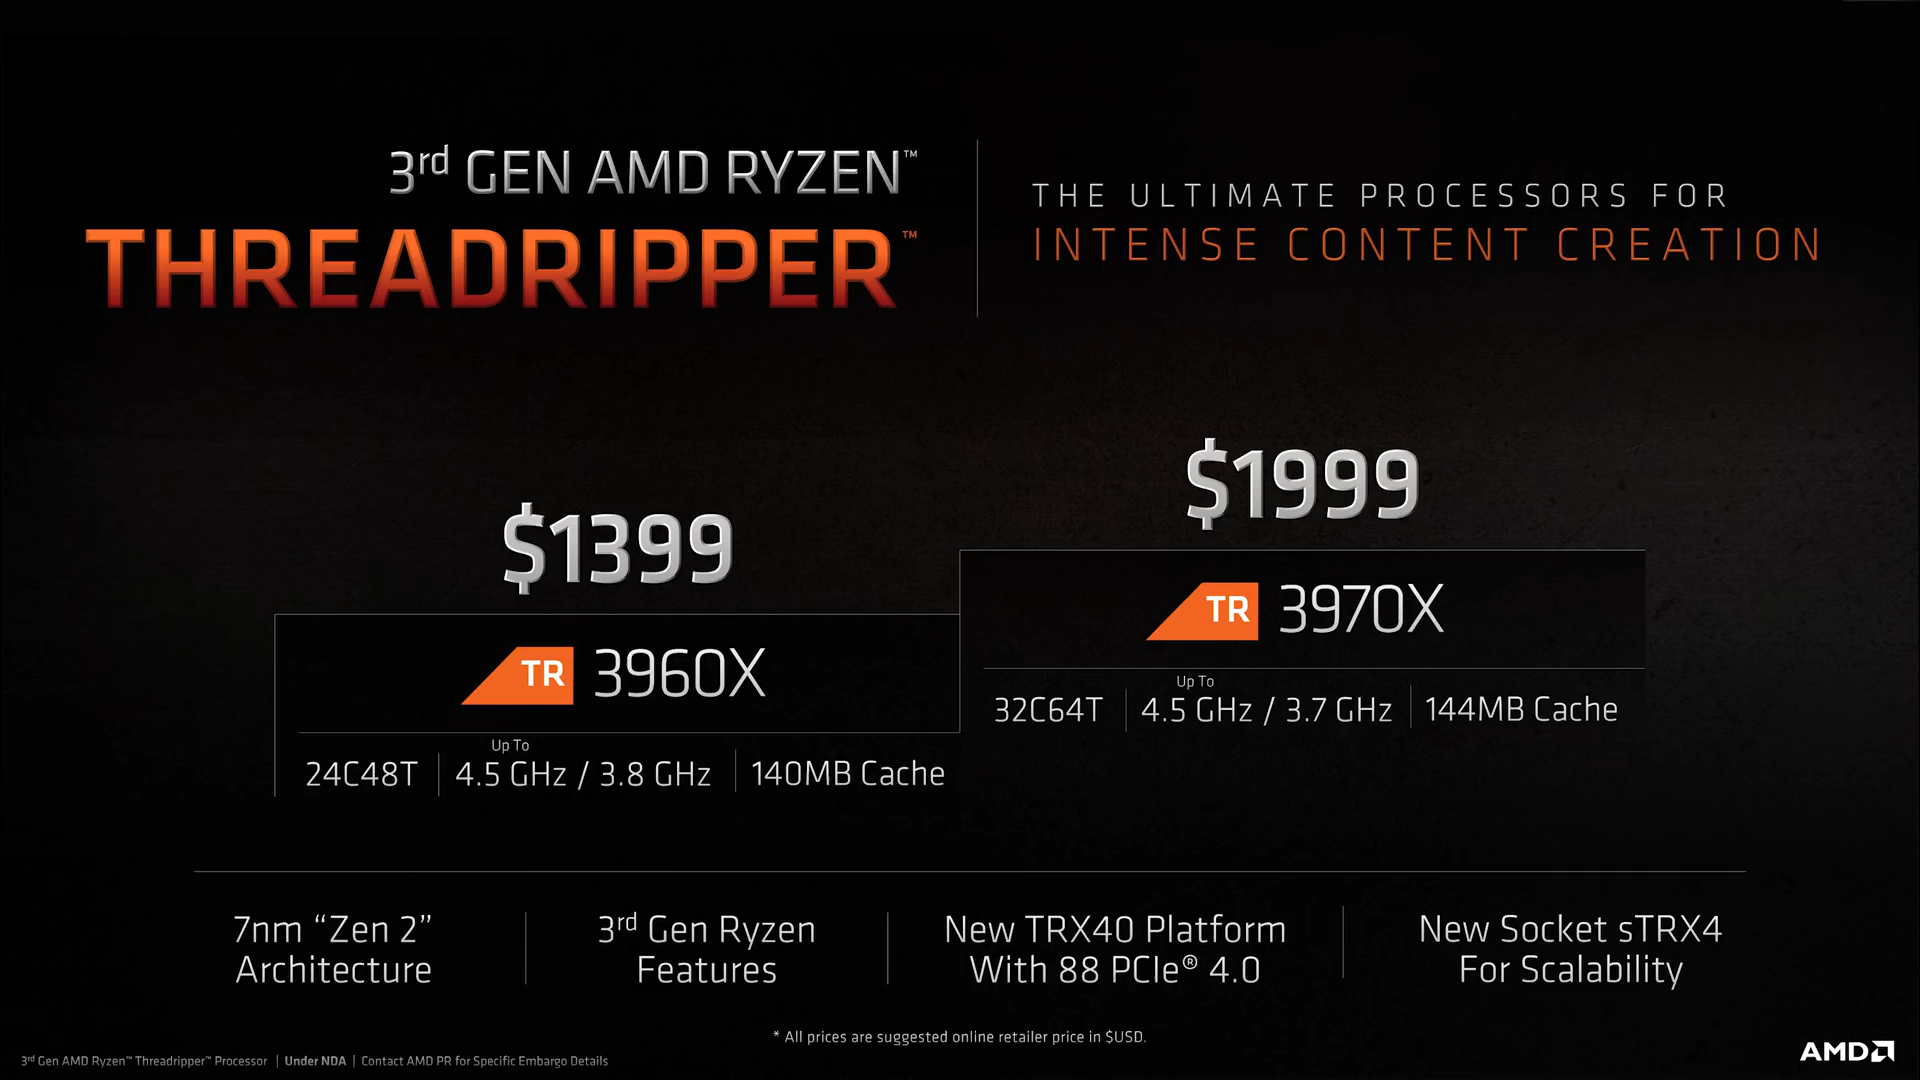 3rd GEN AMD RYZEN™
THREADRIPPER™
THE ULTIMATE PROCESSORS FOR
INTENSE CONTENT CREATION
$1399
TR 3960X
Up To
24C48T | 4.5 GHz / 3.8 GHz | 140MB Cache
$1999
TR 3970X
Up To
32C64T | 4.5 GHz / 3.7 GHz | 144MB Cache
7nm “Zen 2”
Architecture
3rd Gen Ryzen
Features
New TRX40 Platform
With 88 PCIe® 4.0
New Socket sTRX4
For Scalability
* All prices are suggested online retailer price in $USD.
3rd Gen AMD Ryzen™ Threadripper™ Processor | Under NDA | Contact AMD PR for Specific Embargo Details
AMD